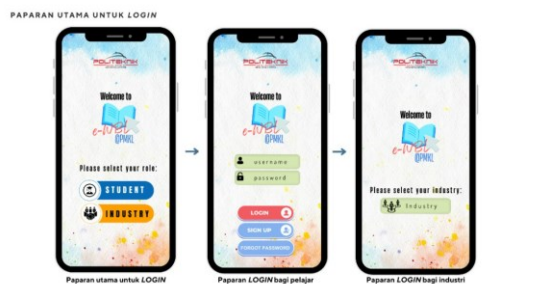 PAPARAN UTAMA UNTUK LOGIN
POLITEKNIK
Welcome to
e-WBL
@PMKL
Please select your role:
STUDENT
INDUSTRY
Paparan utama untuk LOGIN
POLITEKNIK
Welcome to
e-WBL
@PMKL
username
password
LOGIN
SIGN UP
FORGOT PASSWORD
Paparan LOGIN bagi pelajar
POLITEKNIK
Welcome to
e-WBL
@PMKL
Please select your industry:
Industry
Paparan LOGIN bagi industri